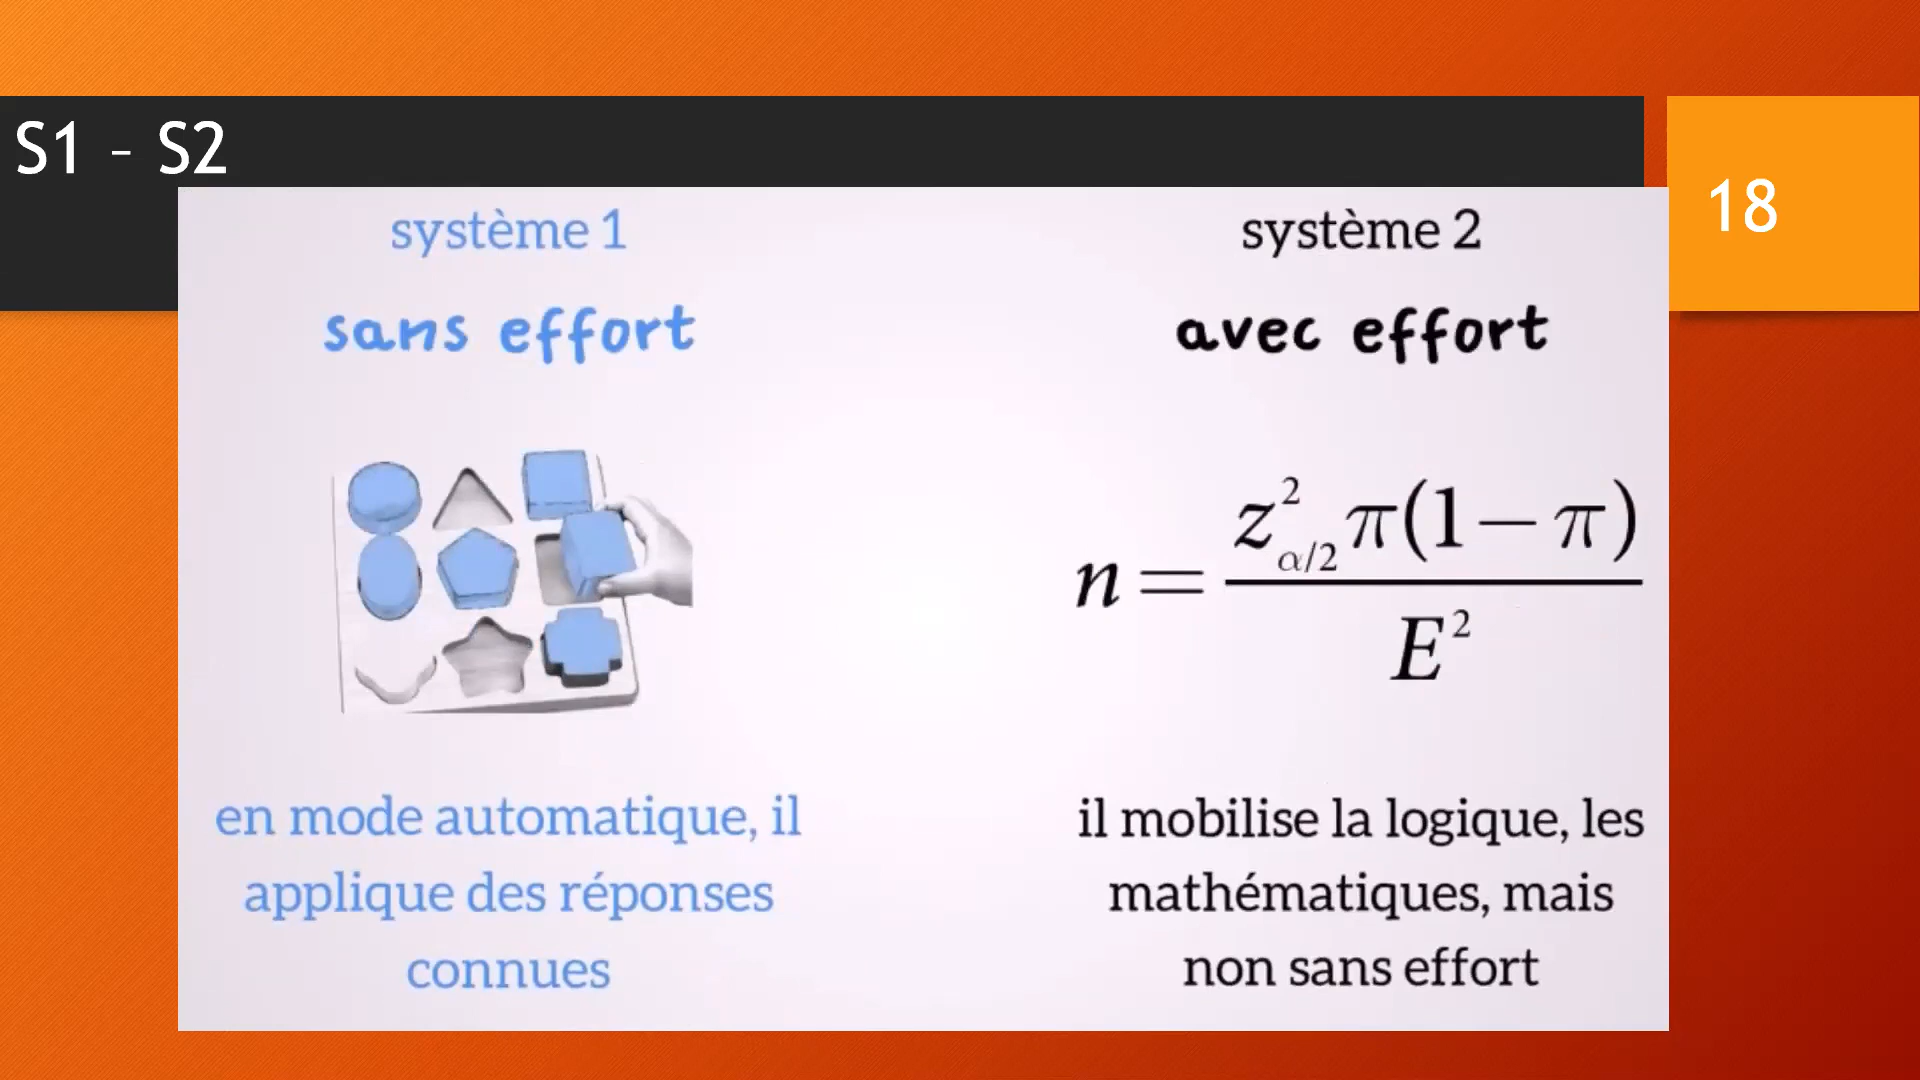 S1 - S2
18
système 1
sans effort
en mode automatique, il
applique des réponses
connues
système 2
avec effort
n = z²α/2 π(1 − π) / E²
il mobilise la logique, les
mathématiques, mais
non sans effort